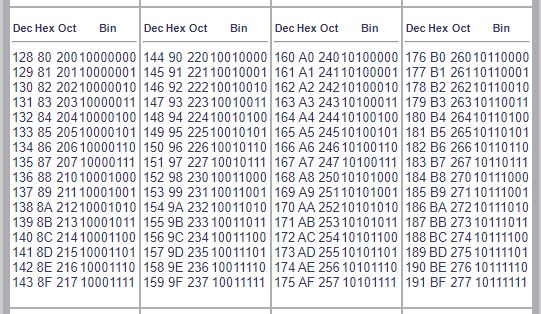 Dec Hex Oct Bin Dec Hex Oct Bin Dec Hex Oct Bin Dec Hex Oct Bin
128 80 200 10000000 144 90 220 10010000 160 A0 240 10100000 176 B0 260 10110000
129 81 201 10000001 145 91 221 10010001 161 A1 241 10100001 177 B1 261 10110001
130 82 202 10000010 146 92 222 10010010 162 A2 242 10100010 178 B2 262 10110010
131 83 203 10000011 147 93 223 10010011 163 A3 243 10100011 179 B3 263 10110011
132 84 204 10000100 148 94 224 10010100 164 A4 244 10100100 180 B4 264 10110100
133 85 205 10000101 149 95 225 10010101 165 A5 245 10100101 181 B5 265 10110101
134 86 206 10000110 150 96 226 10010110 166 A6 246 10100110 182 B6 266 10110110
135 87 207 10000111 151 97 227 10010111 167 A7 247 10100111 183 B7 267 10110111
136 88 210 10001000 152 98 230 10011000 168 A8 250 10101000 184 B8 270 10111000
137 89 211 10001001 153 99 231 10011001 169 A9 251 10101001 185 B9 271 10111001
138 8A 212 10001010 154 9A 232 10011010 170 AA 252 10101010 186 BA 272 10111010
139 8B 213 10001011 155 9B 233 10011011 171 AB 253 10101011 187 BB 273 10111011
140 8C 214 10001100 156 9C 234 10011100 172 AC 254 10101100 188 BC 274 10111100
141 8D 215 10001101 157 9D 235 10011101 173 AD 255 10101101 189 BD 275 10111101
142 8E 216 10001110 158 9E 236 10011110 174 AE 256 10101110 190 BE 276 10111110
143 8F 217 10001111 159 9F 237 10011111 175 AF 257 10101111 191 BF 277 10111111